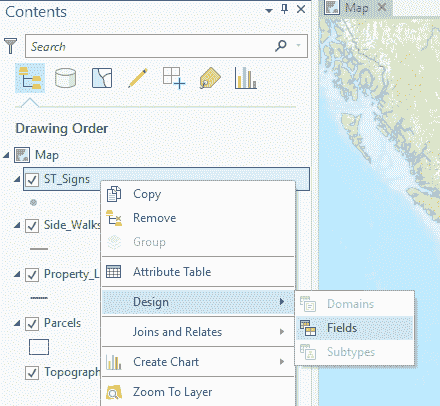 Contents
Map
Search
Drawing Order
Map
ST_Signs
Copy
Side_Walks
Remove
Group
Property_L
Attribute Table
Design
Domains
Parcels
Fields
Joins and Relates
Subtypes
Create Chart
Topograph
Zoom To Layer